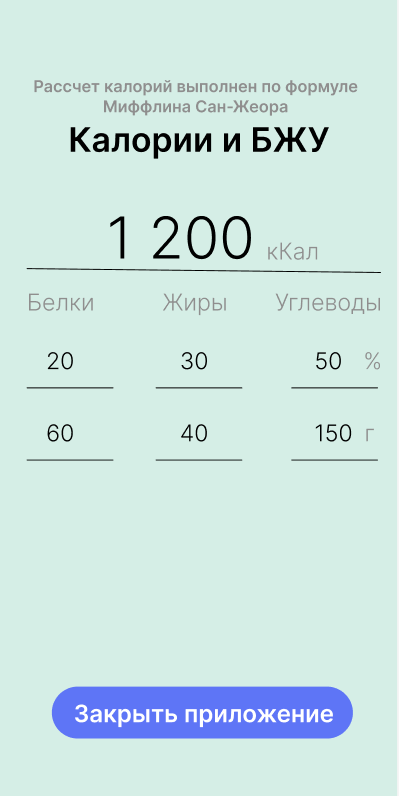 Рассчет калорий выполнен по формуле
Миффлина Сан-Жеора
Калории и БЖУ
1 200 кКал
Белки Жиры Углеводы
20 30 50 %
60 40 150 г
Закрыть приложение